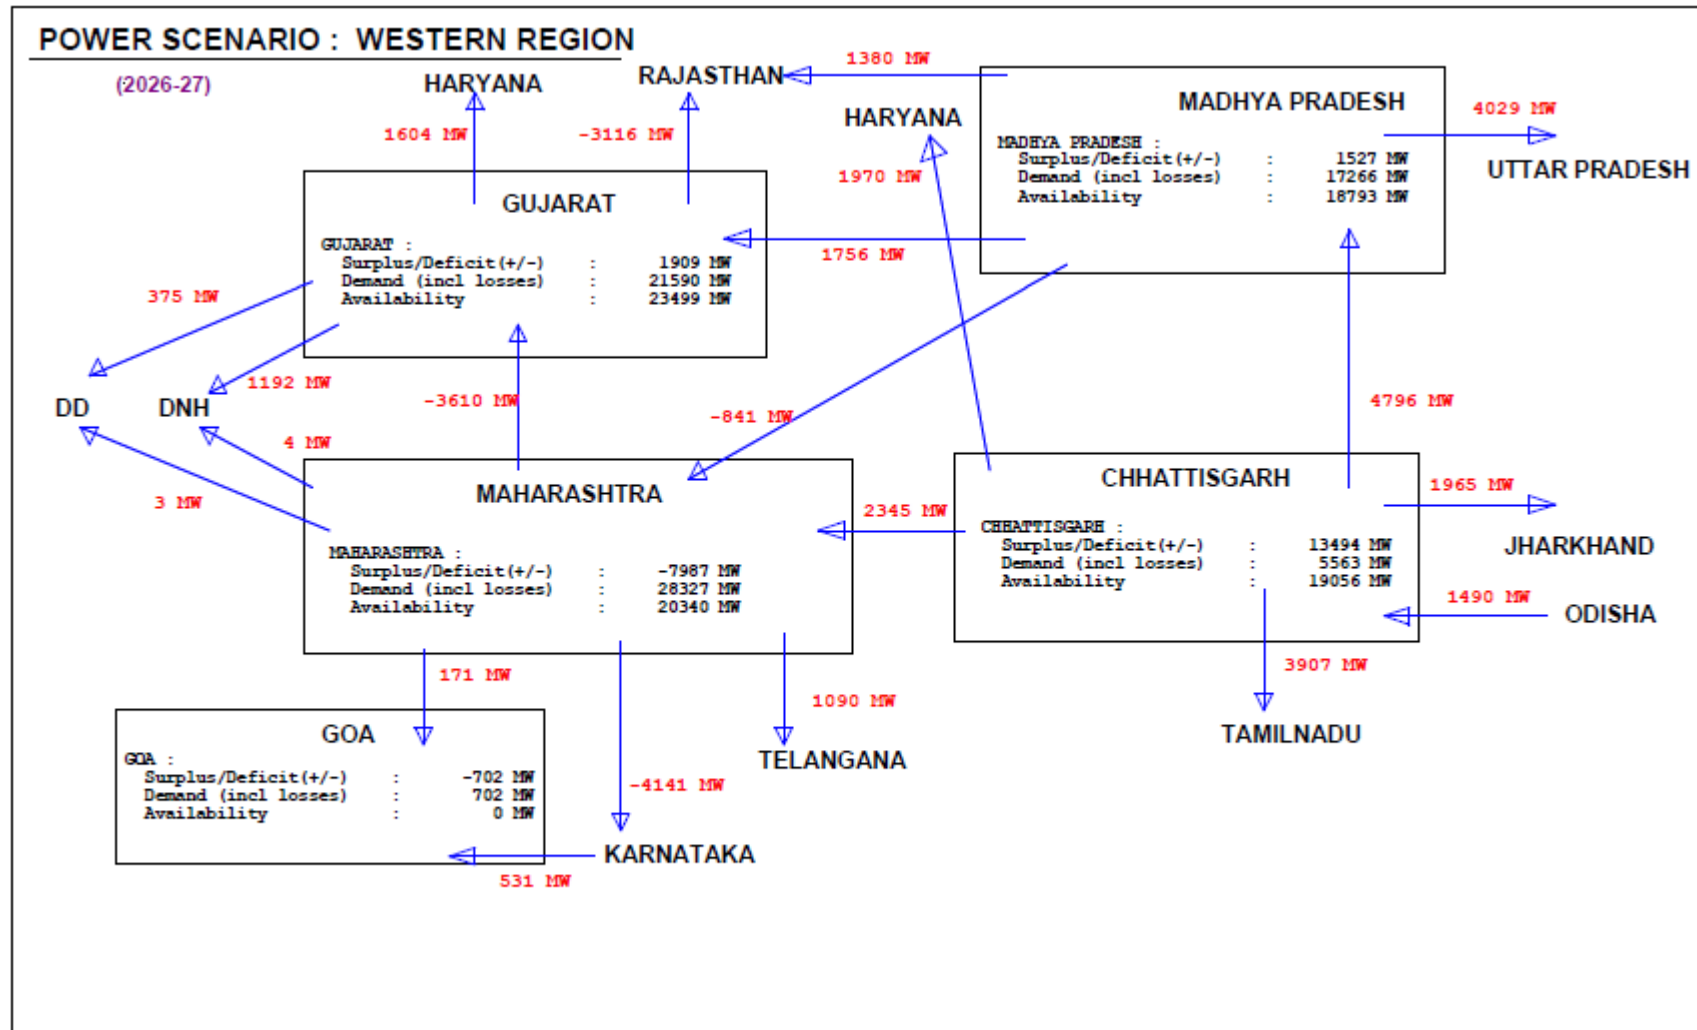 POWER SCENARIO : WESTERN REGION
(2026-27)
HARYANA
RAJASTHAN
1380 MW
1604 MW
-3116 MW
HARYANA
1970 MW
MADHYA PRADESH
MADHYA PRADESH :
Surplus/Deficit(+/-) : 1527 MW
Demand (incl losses) : 17266 MW
Availability : 18793 MW
4029 MW
UTTAR PRADESH
GUJARAT
GUJARAT :
Surplus/Deficit(+/-) : 1909 MW
Demand (incl losses) : 21590 MW
Availability : 23499 MW
1756 MW
375 MW
1192 MW
DD
DNH
-3610 MW
-841 MW
4796 MW
4 MW
3 MW
MAHARASHTRA
MAHARASHTRA :
Surplus/Deficit(+/-) : -7987 MW
Demand (incl losses) : 28327 MW
Availability : 20340 MW
2345 MW
CHHATTISGARH
CHHATTISGARH :
Surplus/Deficit(+/-) : 13494 MW
Demand (incl losses) : 5563 MW
Availability : 19056 MW
1965 MW
JHARKHAND
1490 MW
ODISHA
3907 MW
TAMILNADU
171 MW
1090 MW
TELANGANA
GOA
GOA :
Surplus/Deficit(+/-) : -702 MW
Demand (incl losses) : 702 MW
Availability : 0 MW
-4141 MW
KARNATAKA
531 MW